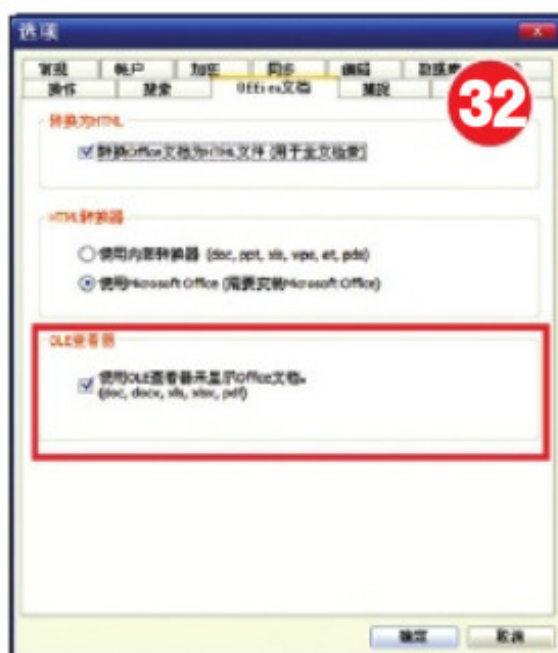 选项
32
常规 帐户 加密 同步 编辑
操作 搜索 Office文档 捕捉
转换为HTML
转换Office文档为HTML文件 (用于全文检索)
HTML转换器
使用内部转换器 (doc, ppt, xls, wps, et, pds)
使用Microsoft Office (需要安装Microsoft Office)
OLE查看器
使用OLE查看器来显示Office文档。
(doc, docx, xls, xlsx, pdf)
确定 取消